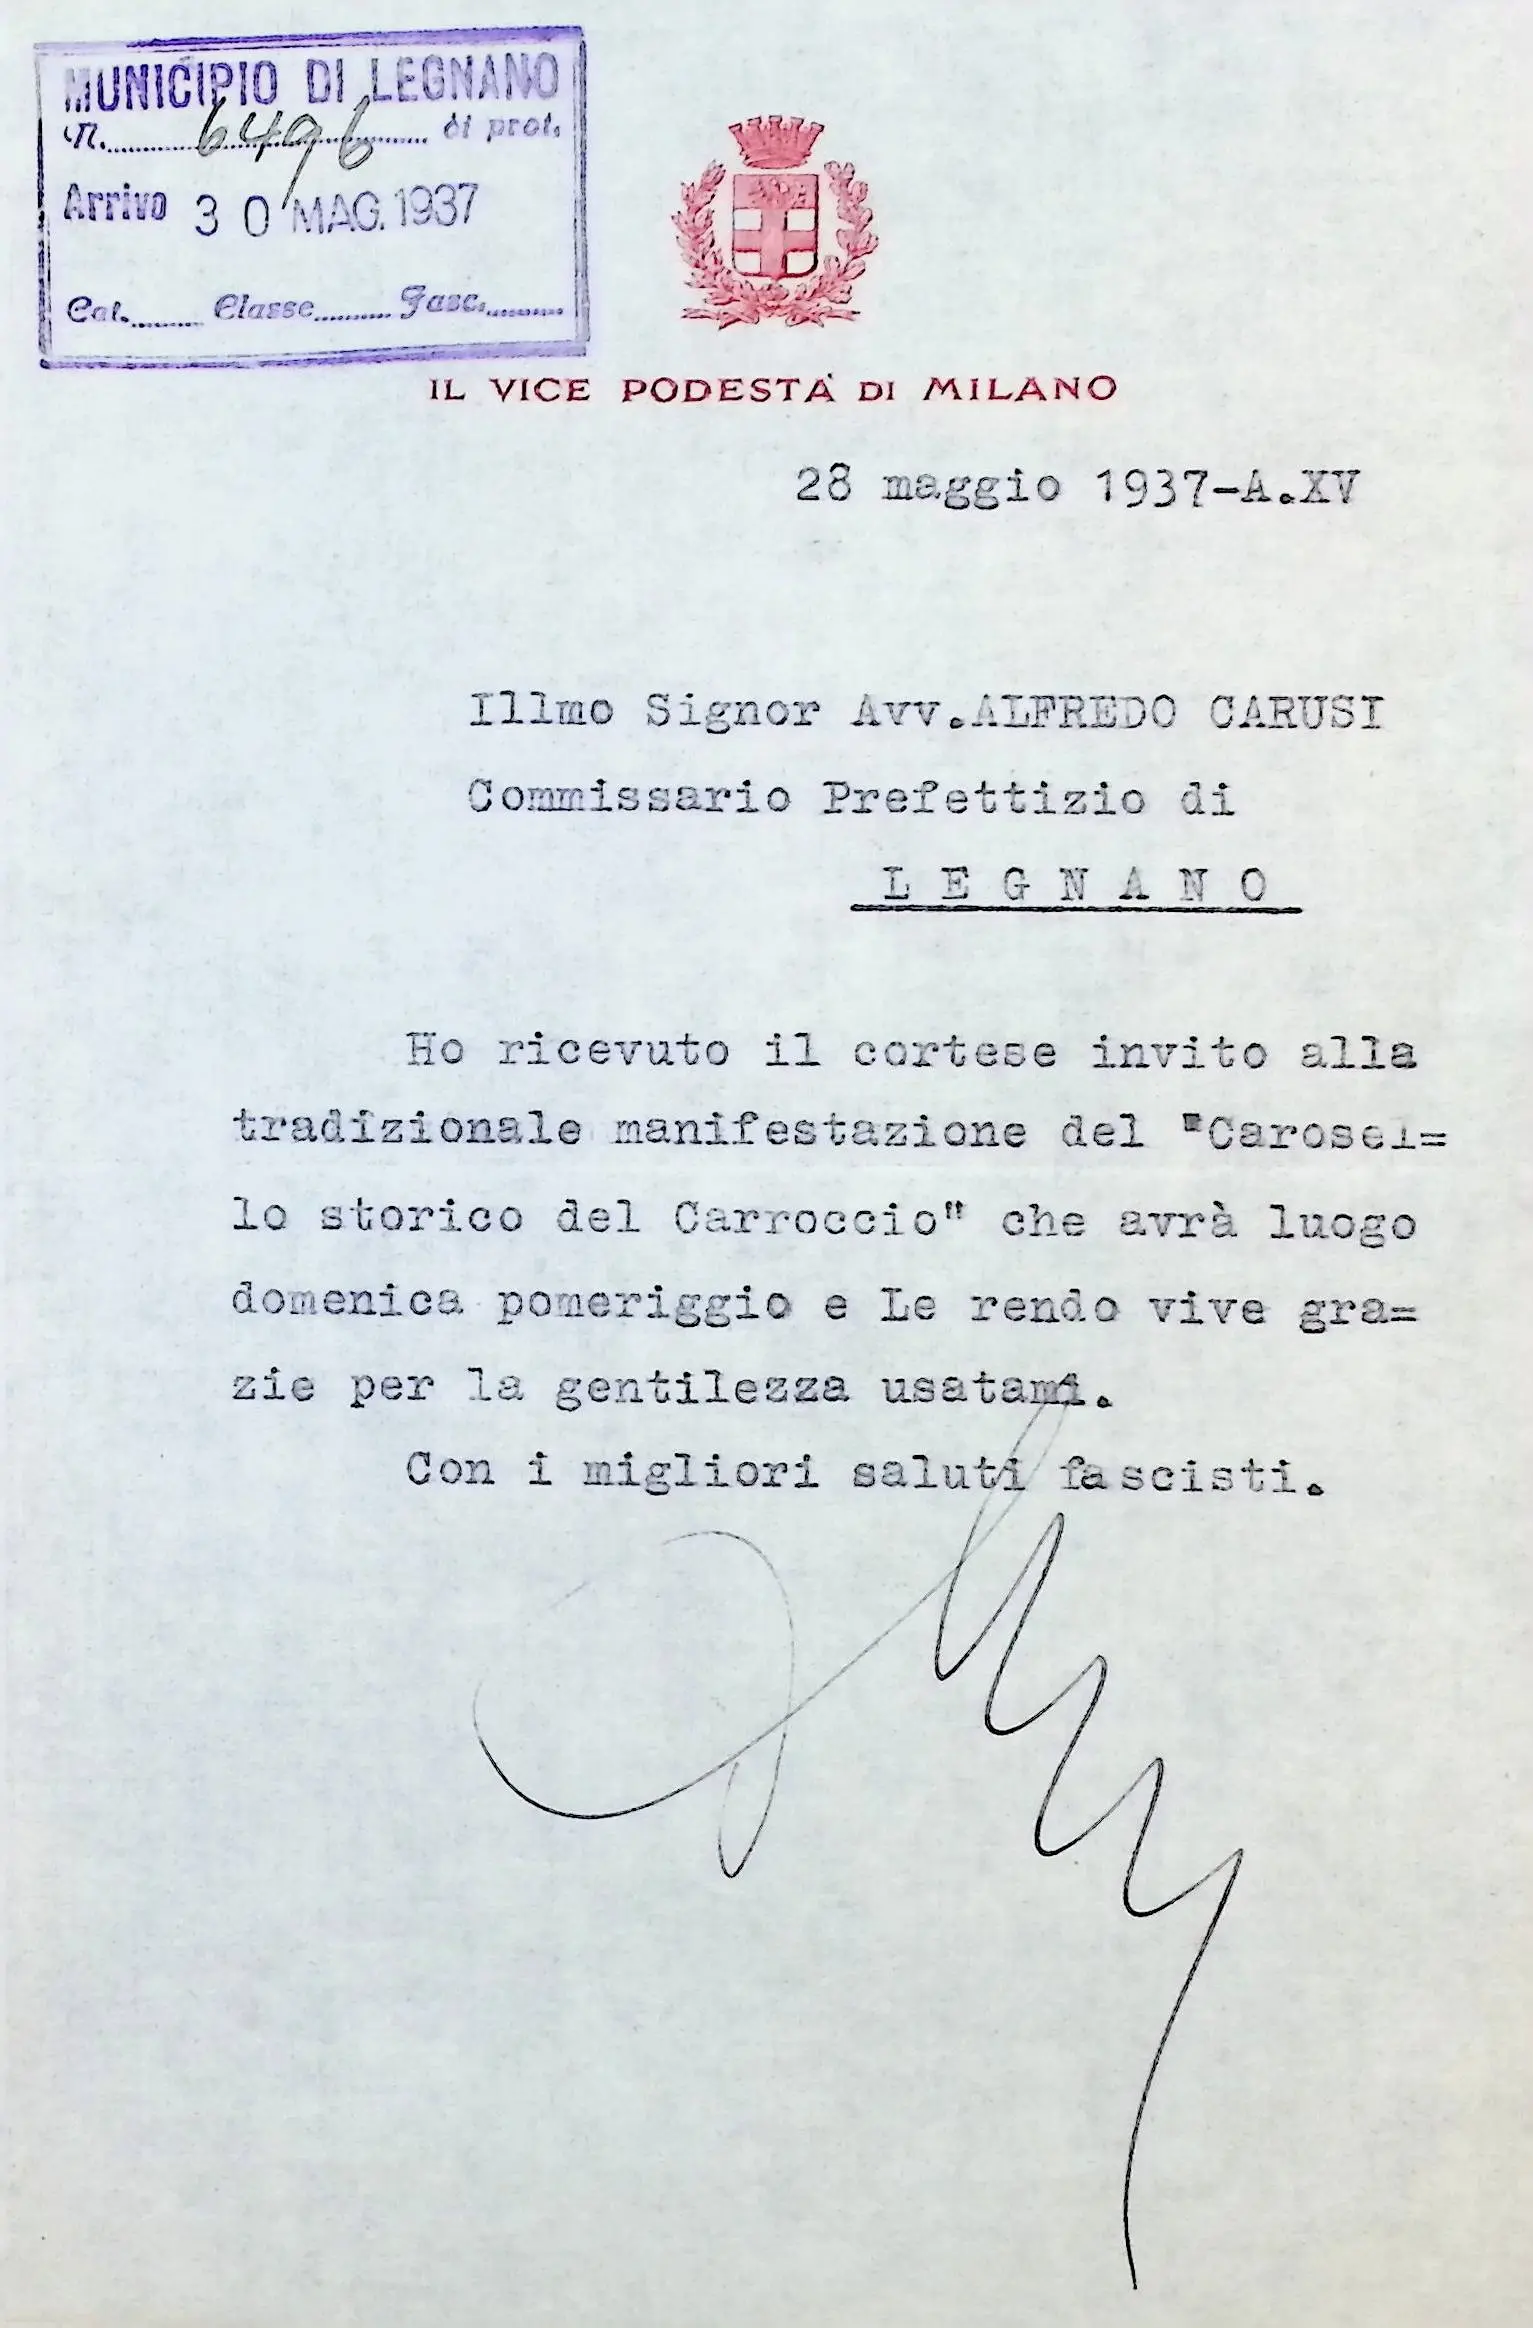 MUNICIPIO DI LEGNANO
N. 6496 di prot.
Arrivo 30 MAG. 1937
Cat. Classe Fasc.
IL VICE PODESTÀ DI MILANO
28 maggio 1937-A.XV
Illmo Signor Avv.ALFREDO CARUSI
Commissario Prefettizio di
L E G N A N O
Ho ricevuto il cortese invito alla
tradizionale manifestazione del "Carosel=
lo storico del Carroccio" che avrà luogo
domenica pomeriggio e Le rendo vive gra=
zie per la gentilezza usatami.
Con i migliori saluti fascisti.